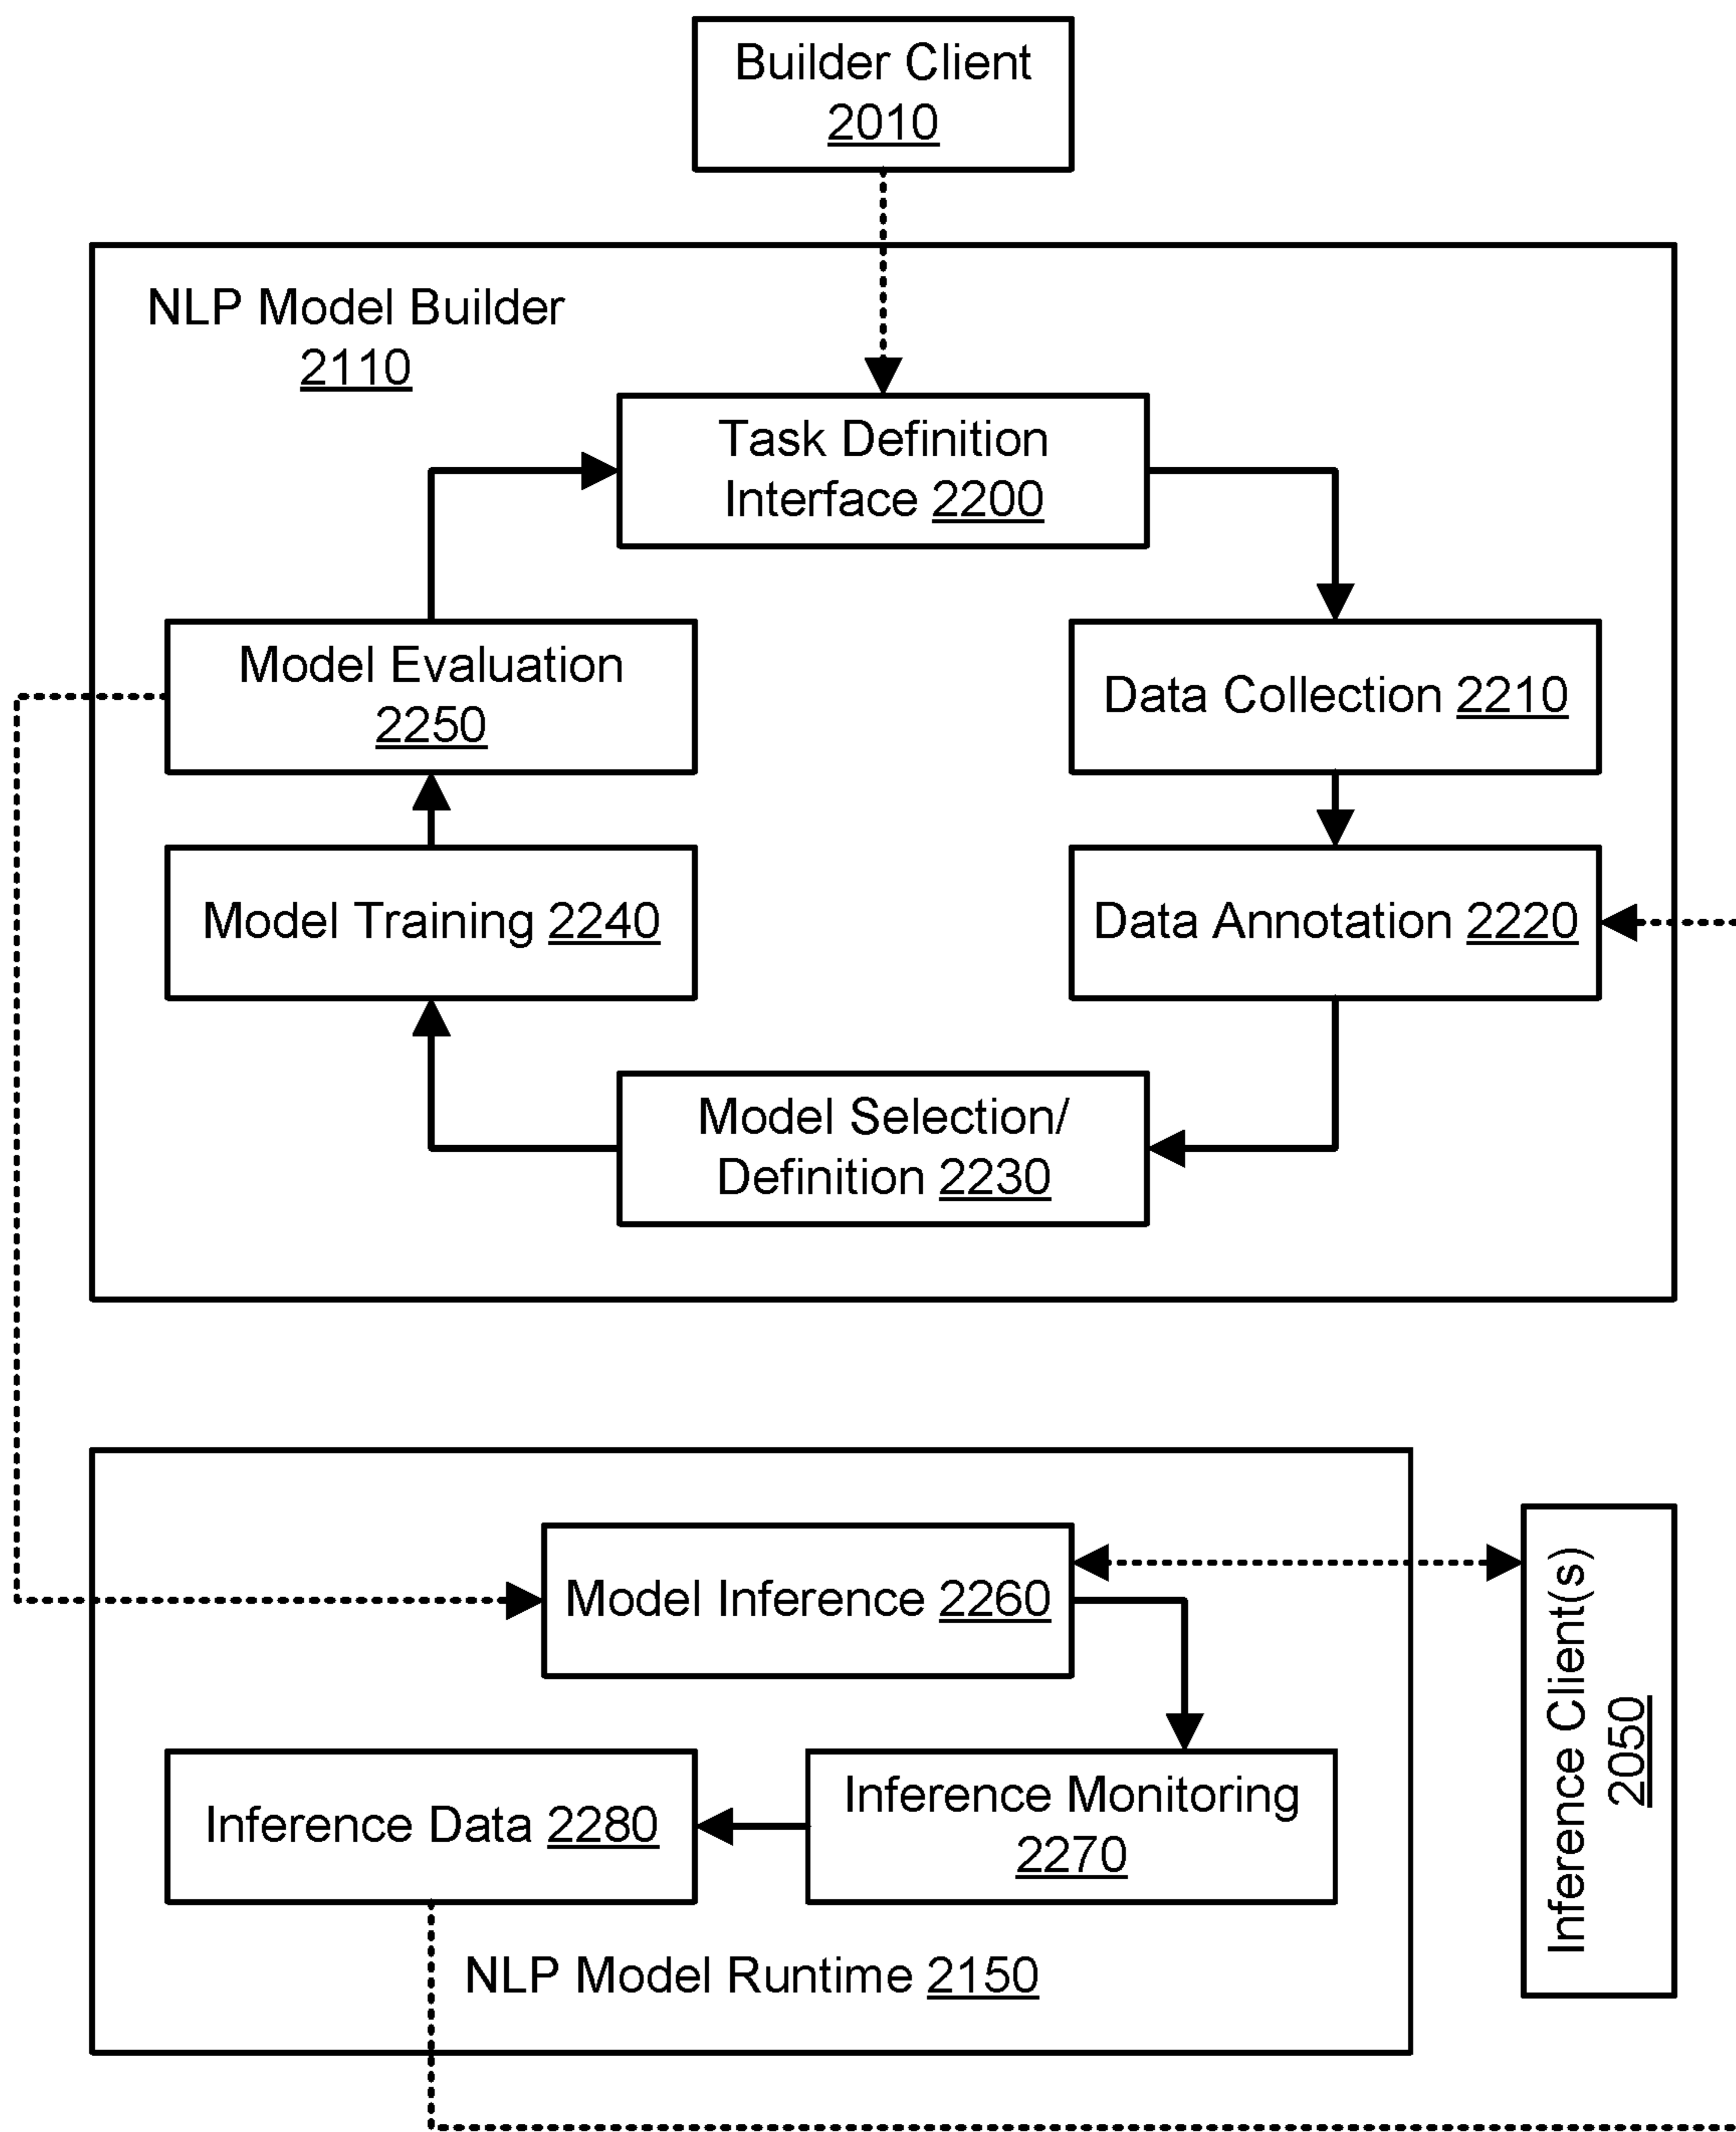 Builder Client
2010
NLP Model Builder
2110
Task Definition
Interface 2200
Model Evaluation
2250
Data Collection 2210
Model Training 2240
Data Annotation 2220
Model Selection/
Definition 2230
Model Inference 2260
Inference Client(s)
2050
Inference Data 2280
Inference Monitoring
2270
NLP Model Runtime 2150